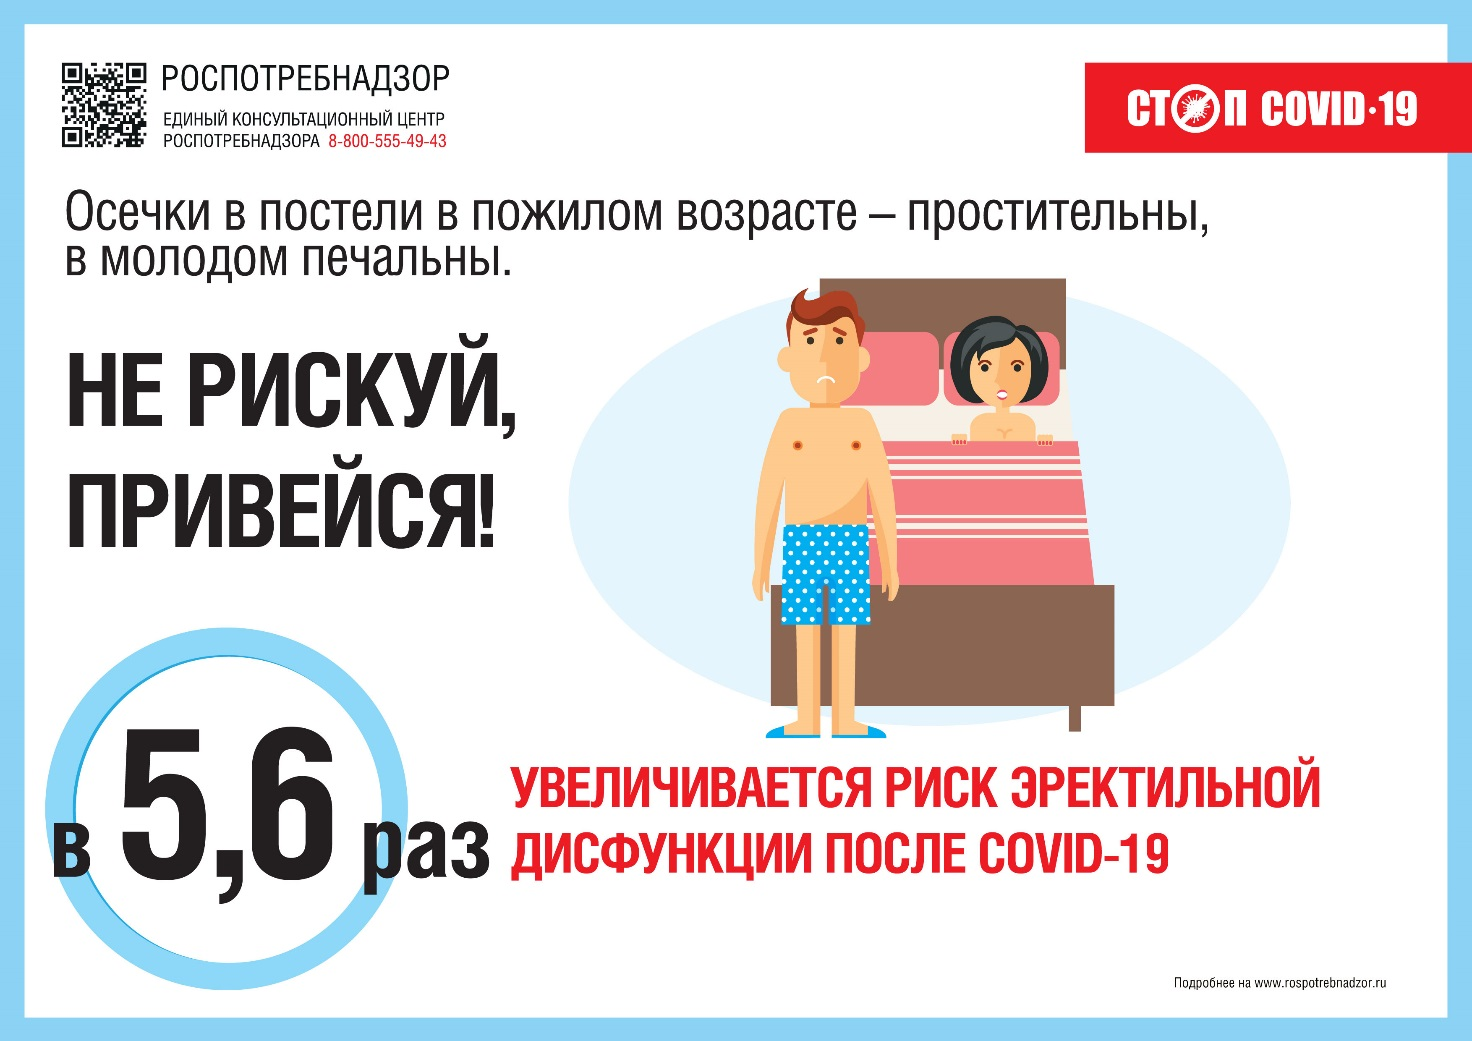 РОСПОТРЕБНАДЗОР
ЕДИНЫЙ КОНСУЛЬТАЦИОННЫЙ ЦЕНТР
РОСПОТРЕБНАДЗОРА 8-800-555-49-43
СТОП COVID·19
Осечки в постели в пожилом возрасте – простительны,
в молодом печальны.
НЕ РИСКУЙ,
ПРИВЕЙСЯ!
в 5,6 раз
УВЕЛИЧИВАЕТСЯ РИСК ЭРЕКТИЛЬНОЙ
ДИСФУНКЦИИ ПОСЛЕ COVID-19
Подробнее на www.rospotrebnadzor.ru